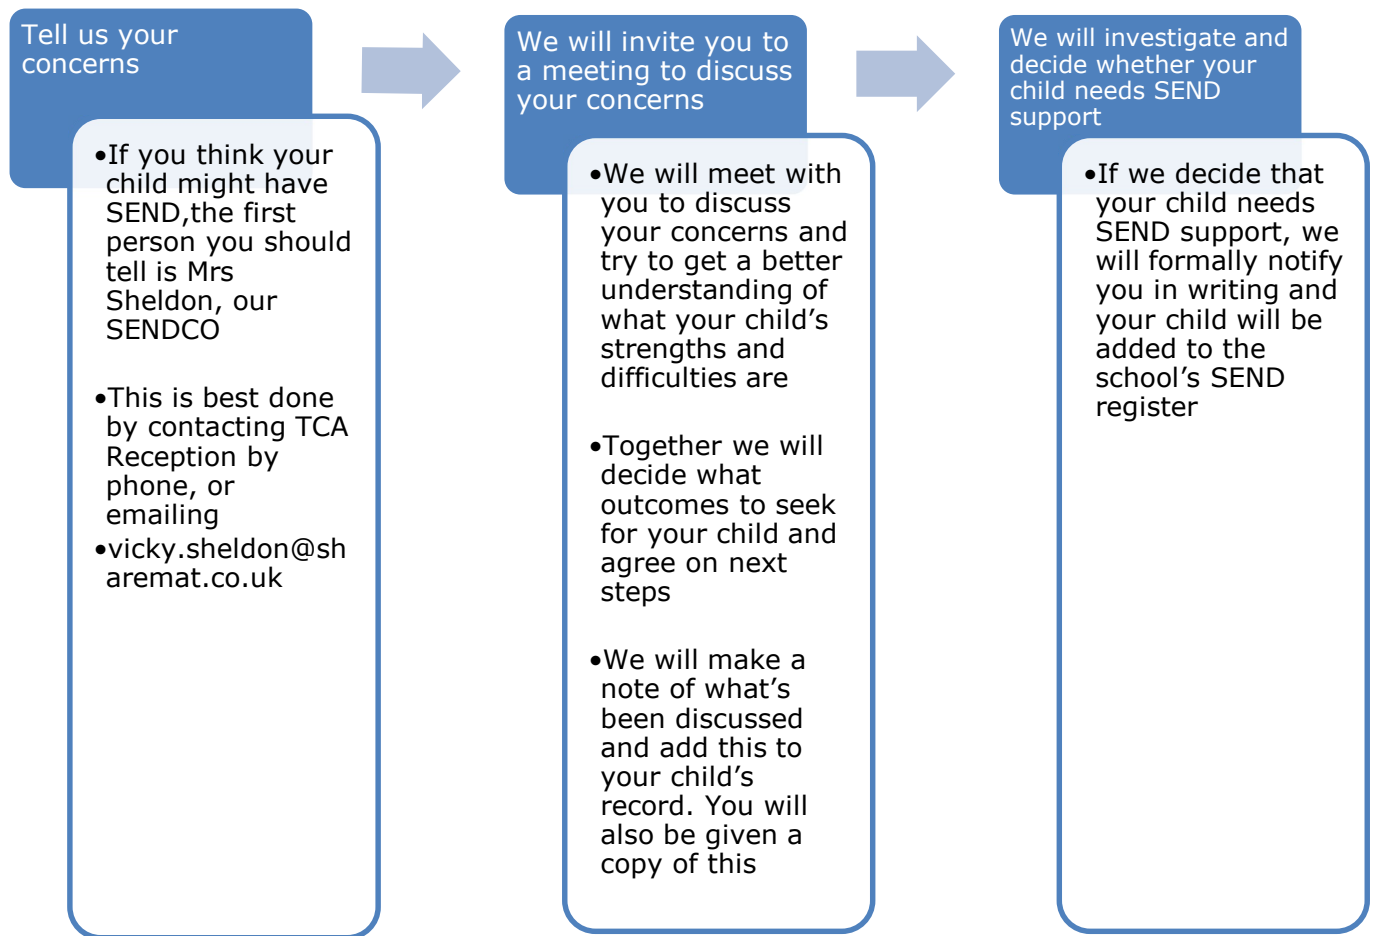 Tell us your
concerns
•If you think your
child might have
SEND,the first
person you should
tell is Mrs
Sheldon, our
SENDCO
•This is best done
by contacting TCA
Reception by
phone, or
emailing
•vicky.sheldon@sh
aremat.co.uk
We will invite you to
a meeting to discuss
your concerns
•We will meet with
you to discuss
your concerns and
try to get a better
understanding of
what your child’s
strengths and
difficulties are
•Together we will
decide what
outcomes to seek
for your child and
agree on next
steps
•We will make a
note of what’s
been discussed
and add this to
your child’s
record. You will
also be given a
copy of this
We will investigate and
decide whether your
child needs SEND
support
•If we decide that
your child needs
SEND support, we
will formally notify
you in writing and
your child will be
added to the
school’s SEND
register